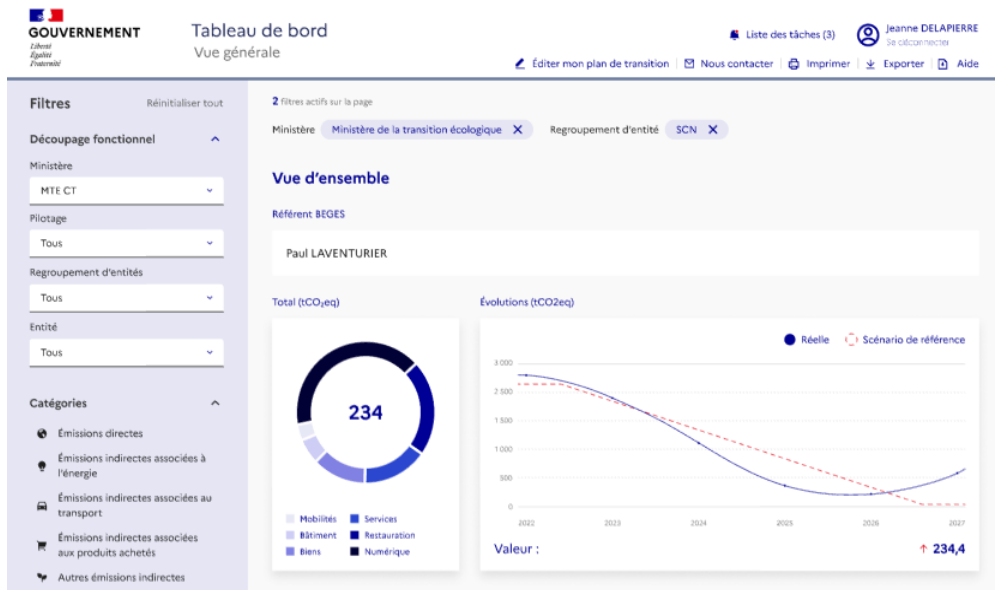 GOUVERNEMENT
Liberté
Égalité
Fraternité
Tableau de bord
Vue générale
Liste des tâches (3)
Jeanne DELAPIERRE
Se déconnecter
Éditer mon plan de transition
Nous contacter
Imprimer
Exporter
Aide
Filtres
Réinitialiser tout
Découpage fonctionnel
Ministère
MTE CT
Pilotage
Tous
Regroupement d'entités
Tous
Entité
Tous
Catégories
Émissions directes
Émissions indirectes associées à
l'énergie
Émissions indirectes associées au
transport
Émissions indirectes associées
aux produits achetés
Autres émissions indirectes
2 filtres actifs sur la page
Ministère Ministère de la transition écologique X Regroupement d'entité SCN X
Vue d'ensemble
Référent BEGES
Paul LAVENTURIER
Total (tCO₂eq)
234
Mobilités Services
Bâtiment Restauration
Biens Numérique
Évolutions (tCO2eq)
Réelle Scénario de référence
3 000
2 500
1 500
1 000
500
0
2022 2023 2024 2025 2026 2027
Valeur : ↑ 234,4